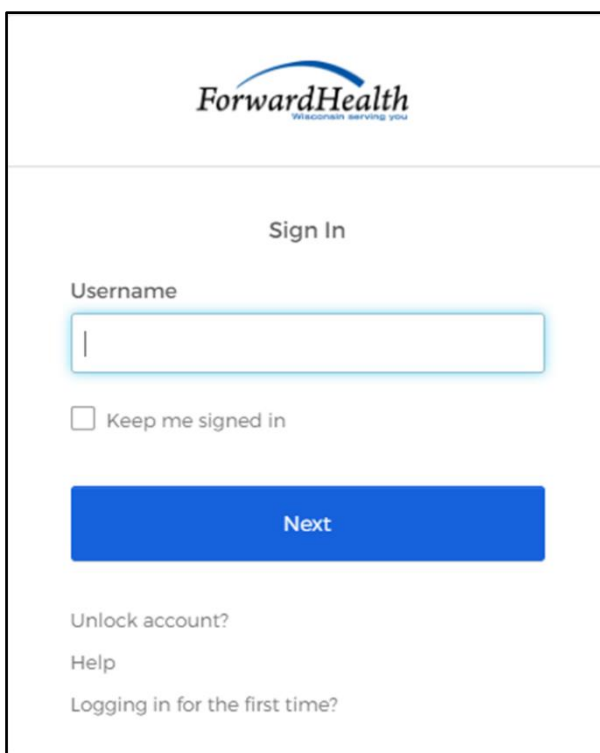 ForwardHealth
Wisconsin serving you
Sign In
Username
Keep me signed in
Next
Unlock account?
Help
Logging in for the first time?